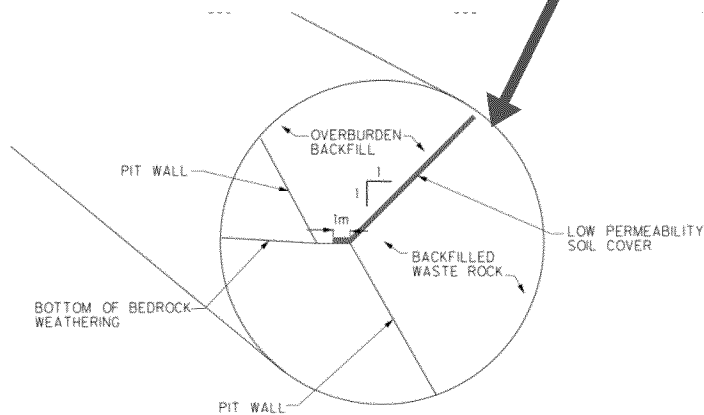 OVERBURDEN
BACKFILL
PIT WALL
1
1
1m
LOW PERMEABILITY
SOIL COVER
BACKFILLED
WASTE ROCK
BOTTOM OF BEDROCK
WEATHERING
PIT WALL